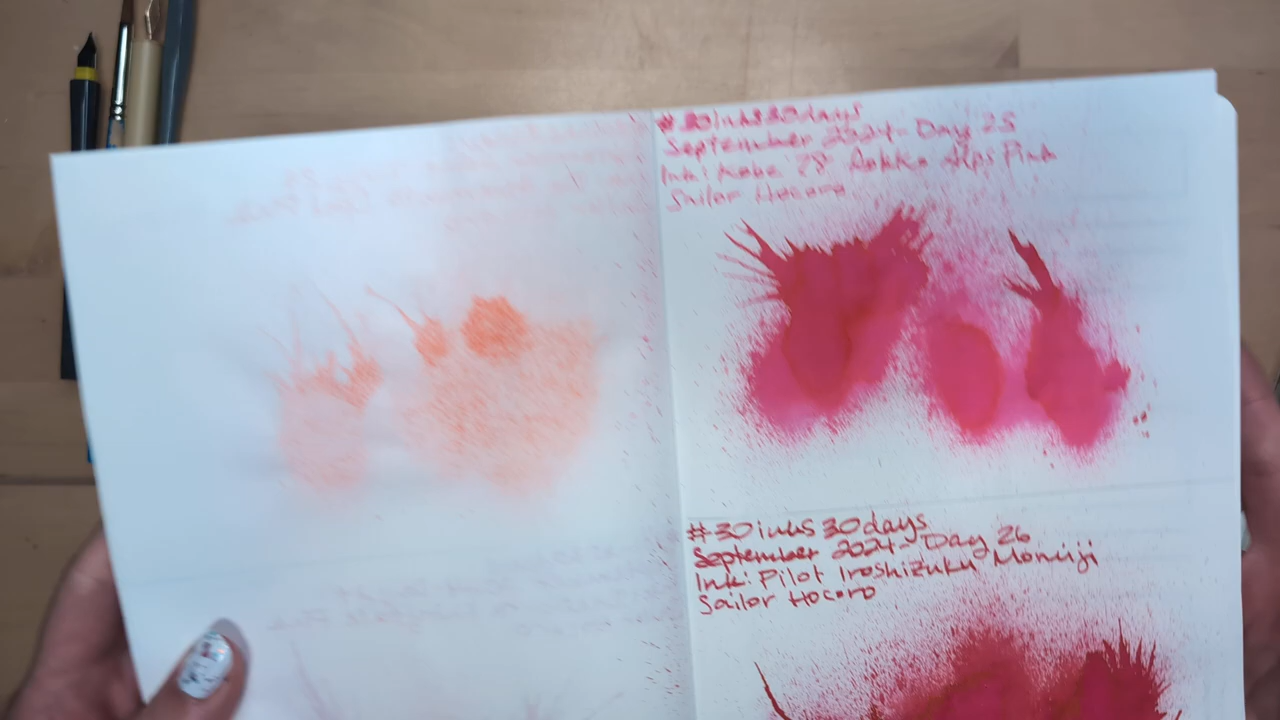 #30inks30days
September 2024 - Day 25
Ink: Kobe 28 Rokko Alps Pink
Sailor Hocoro
#30inks30days
September 2024 - Day 26
Ink: Pilot Iroshizuku Momiji
Sailor Hocoro